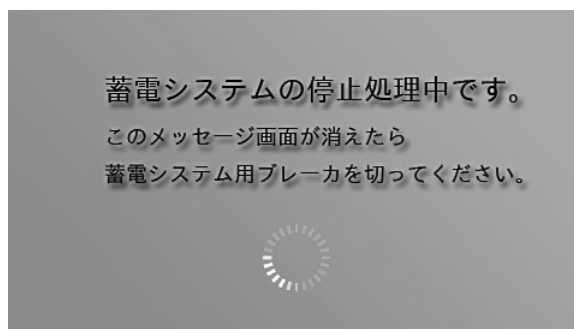 蓄電システムの停止処理中です。
このメッセージ画面が消えたら
蓄電システム用ブレーカを切ってください。